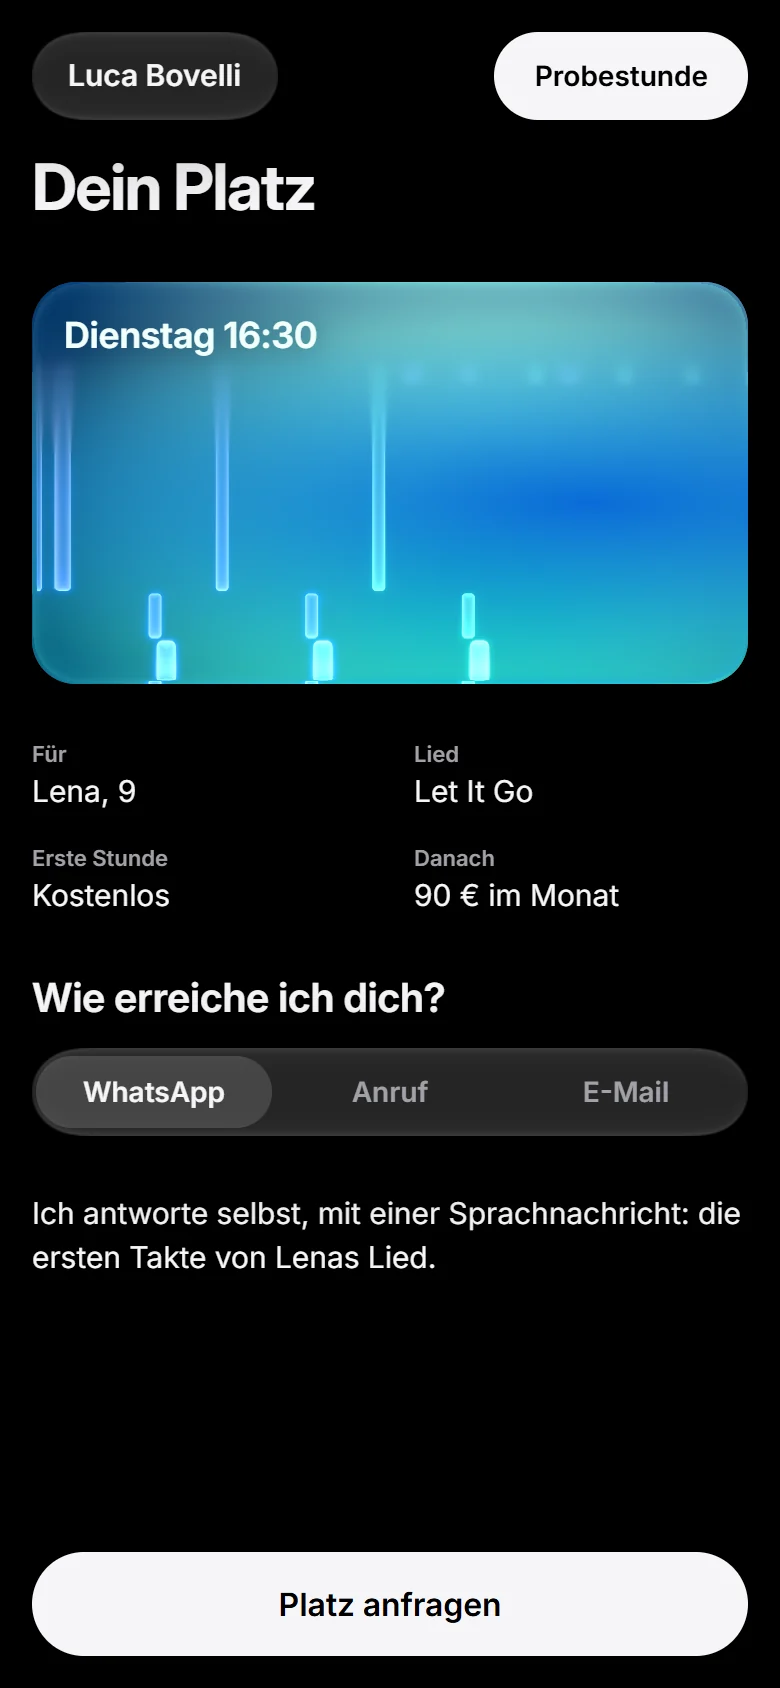 Luca Bovelli
Probestunde
Dein Platz
Dienstag 16:30
Für
Lena, 9
Lied
Let It Go
Erste Stunde
Kostenlos
Danach
90 € im Monat
Wie erreiche ich dich?
WhatsApp
Anruf
E-Mail
Ich antworte selbst, mit einer Sprachnachricht: die
ersten Takte von Lenas Lied.
Platz anfragen